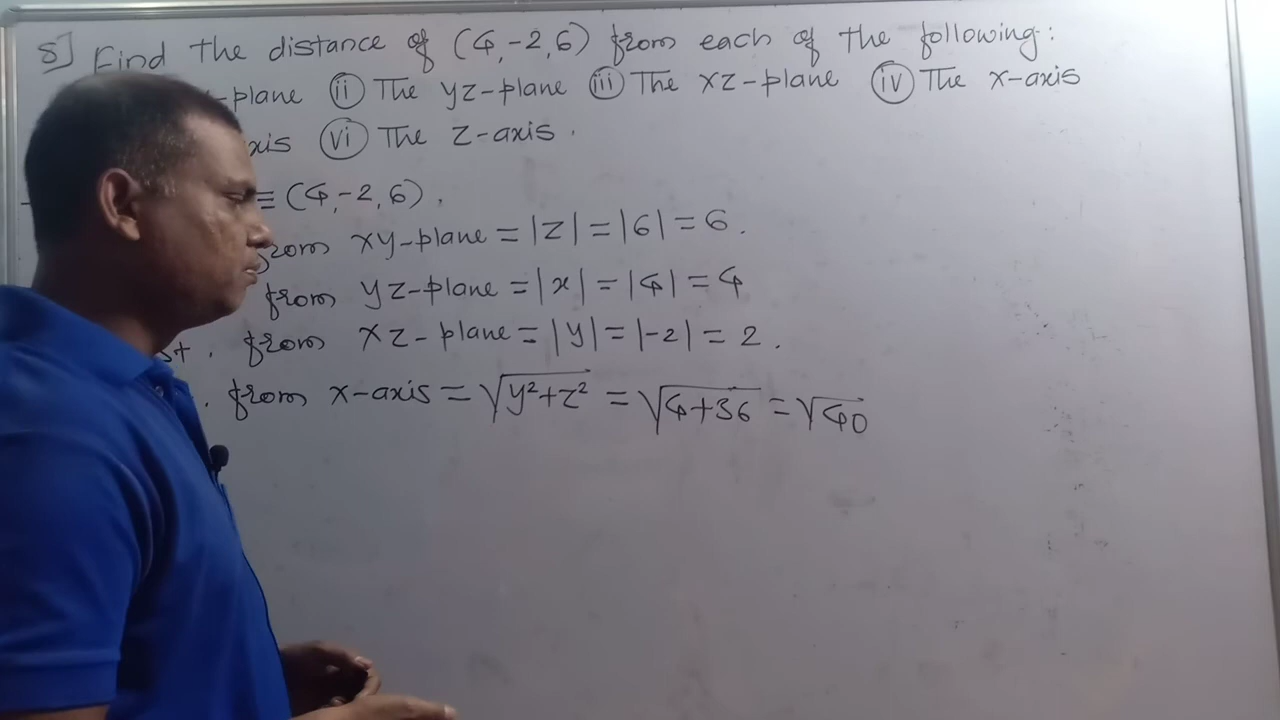 5] Find the distance of (4,-2,6) from each of the following:
-plane (ii) The yz-plane (iii) The xz-plane (iv) The x-axis
xis (vi) The z-axis.
≡ (4,-2,6).
from xy-plane = |z| = |6| = 6.
from yz-plane = |x| = |4| = 4
st. from xz-plane = |y| = |-2| = 2.
. from x-axis = √y²+z² = √4+36 = √40